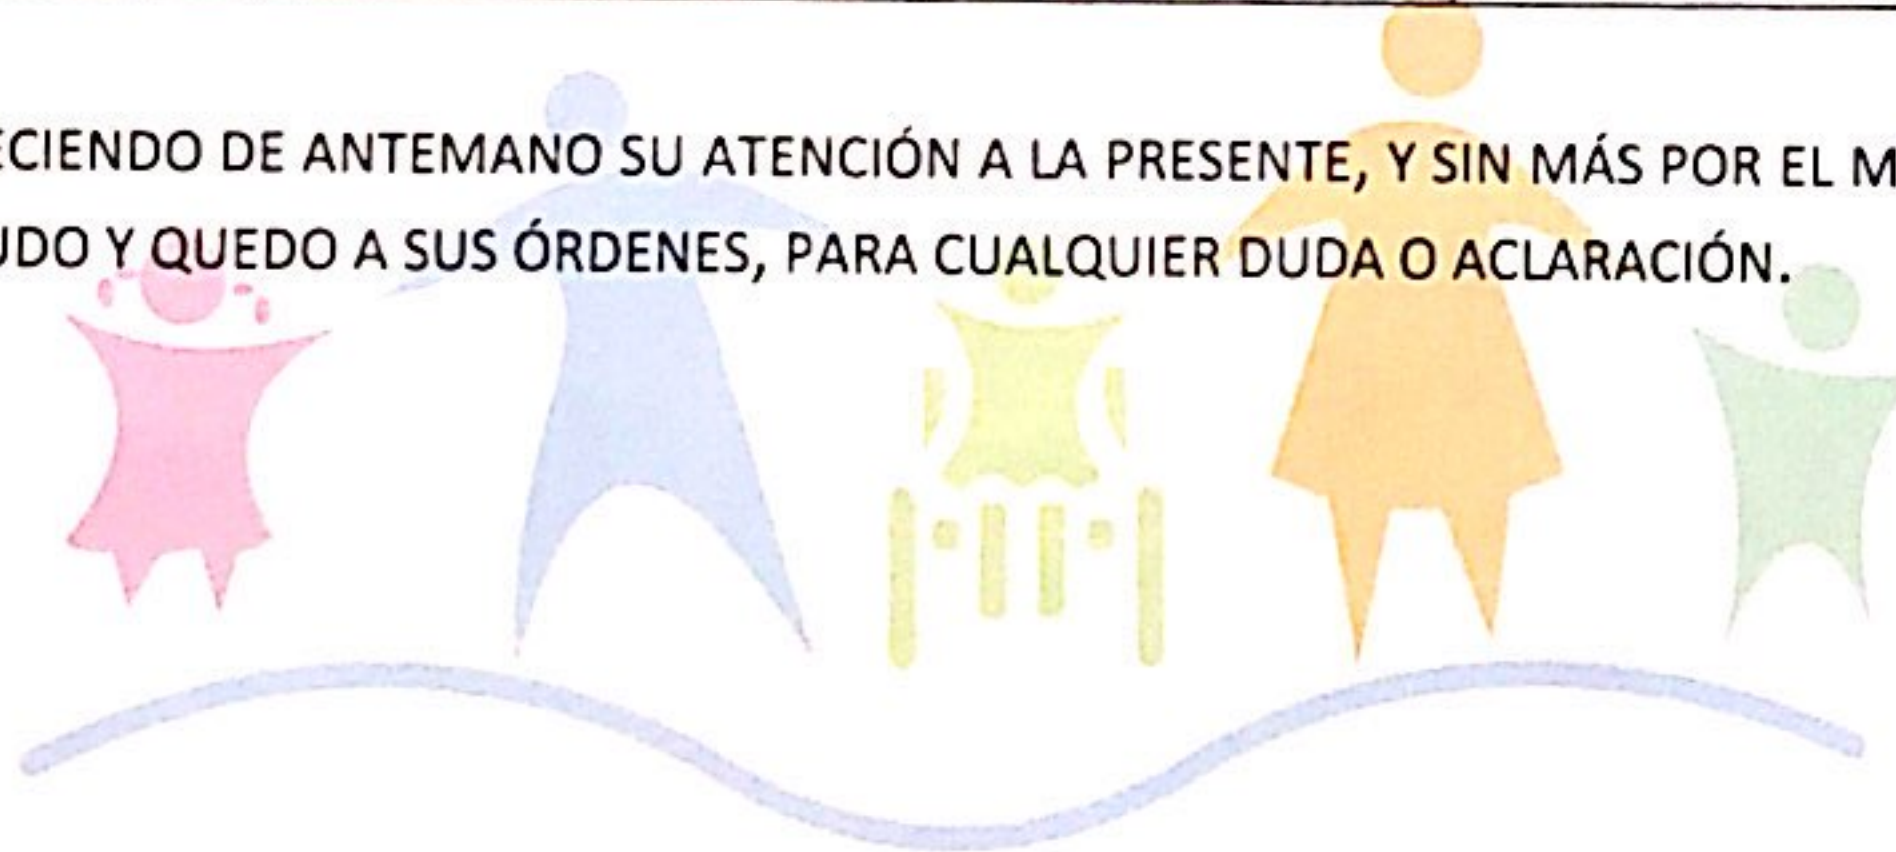 ECIENDO DE ANTEMANO SU ATENCIÓN A LA PRESENTE, Y SIN MÁS POR EL M
UDO Y QUEDO A SUS ÓRDENES, PARA CUALQUIER DUDA O ACLARACIÓN.